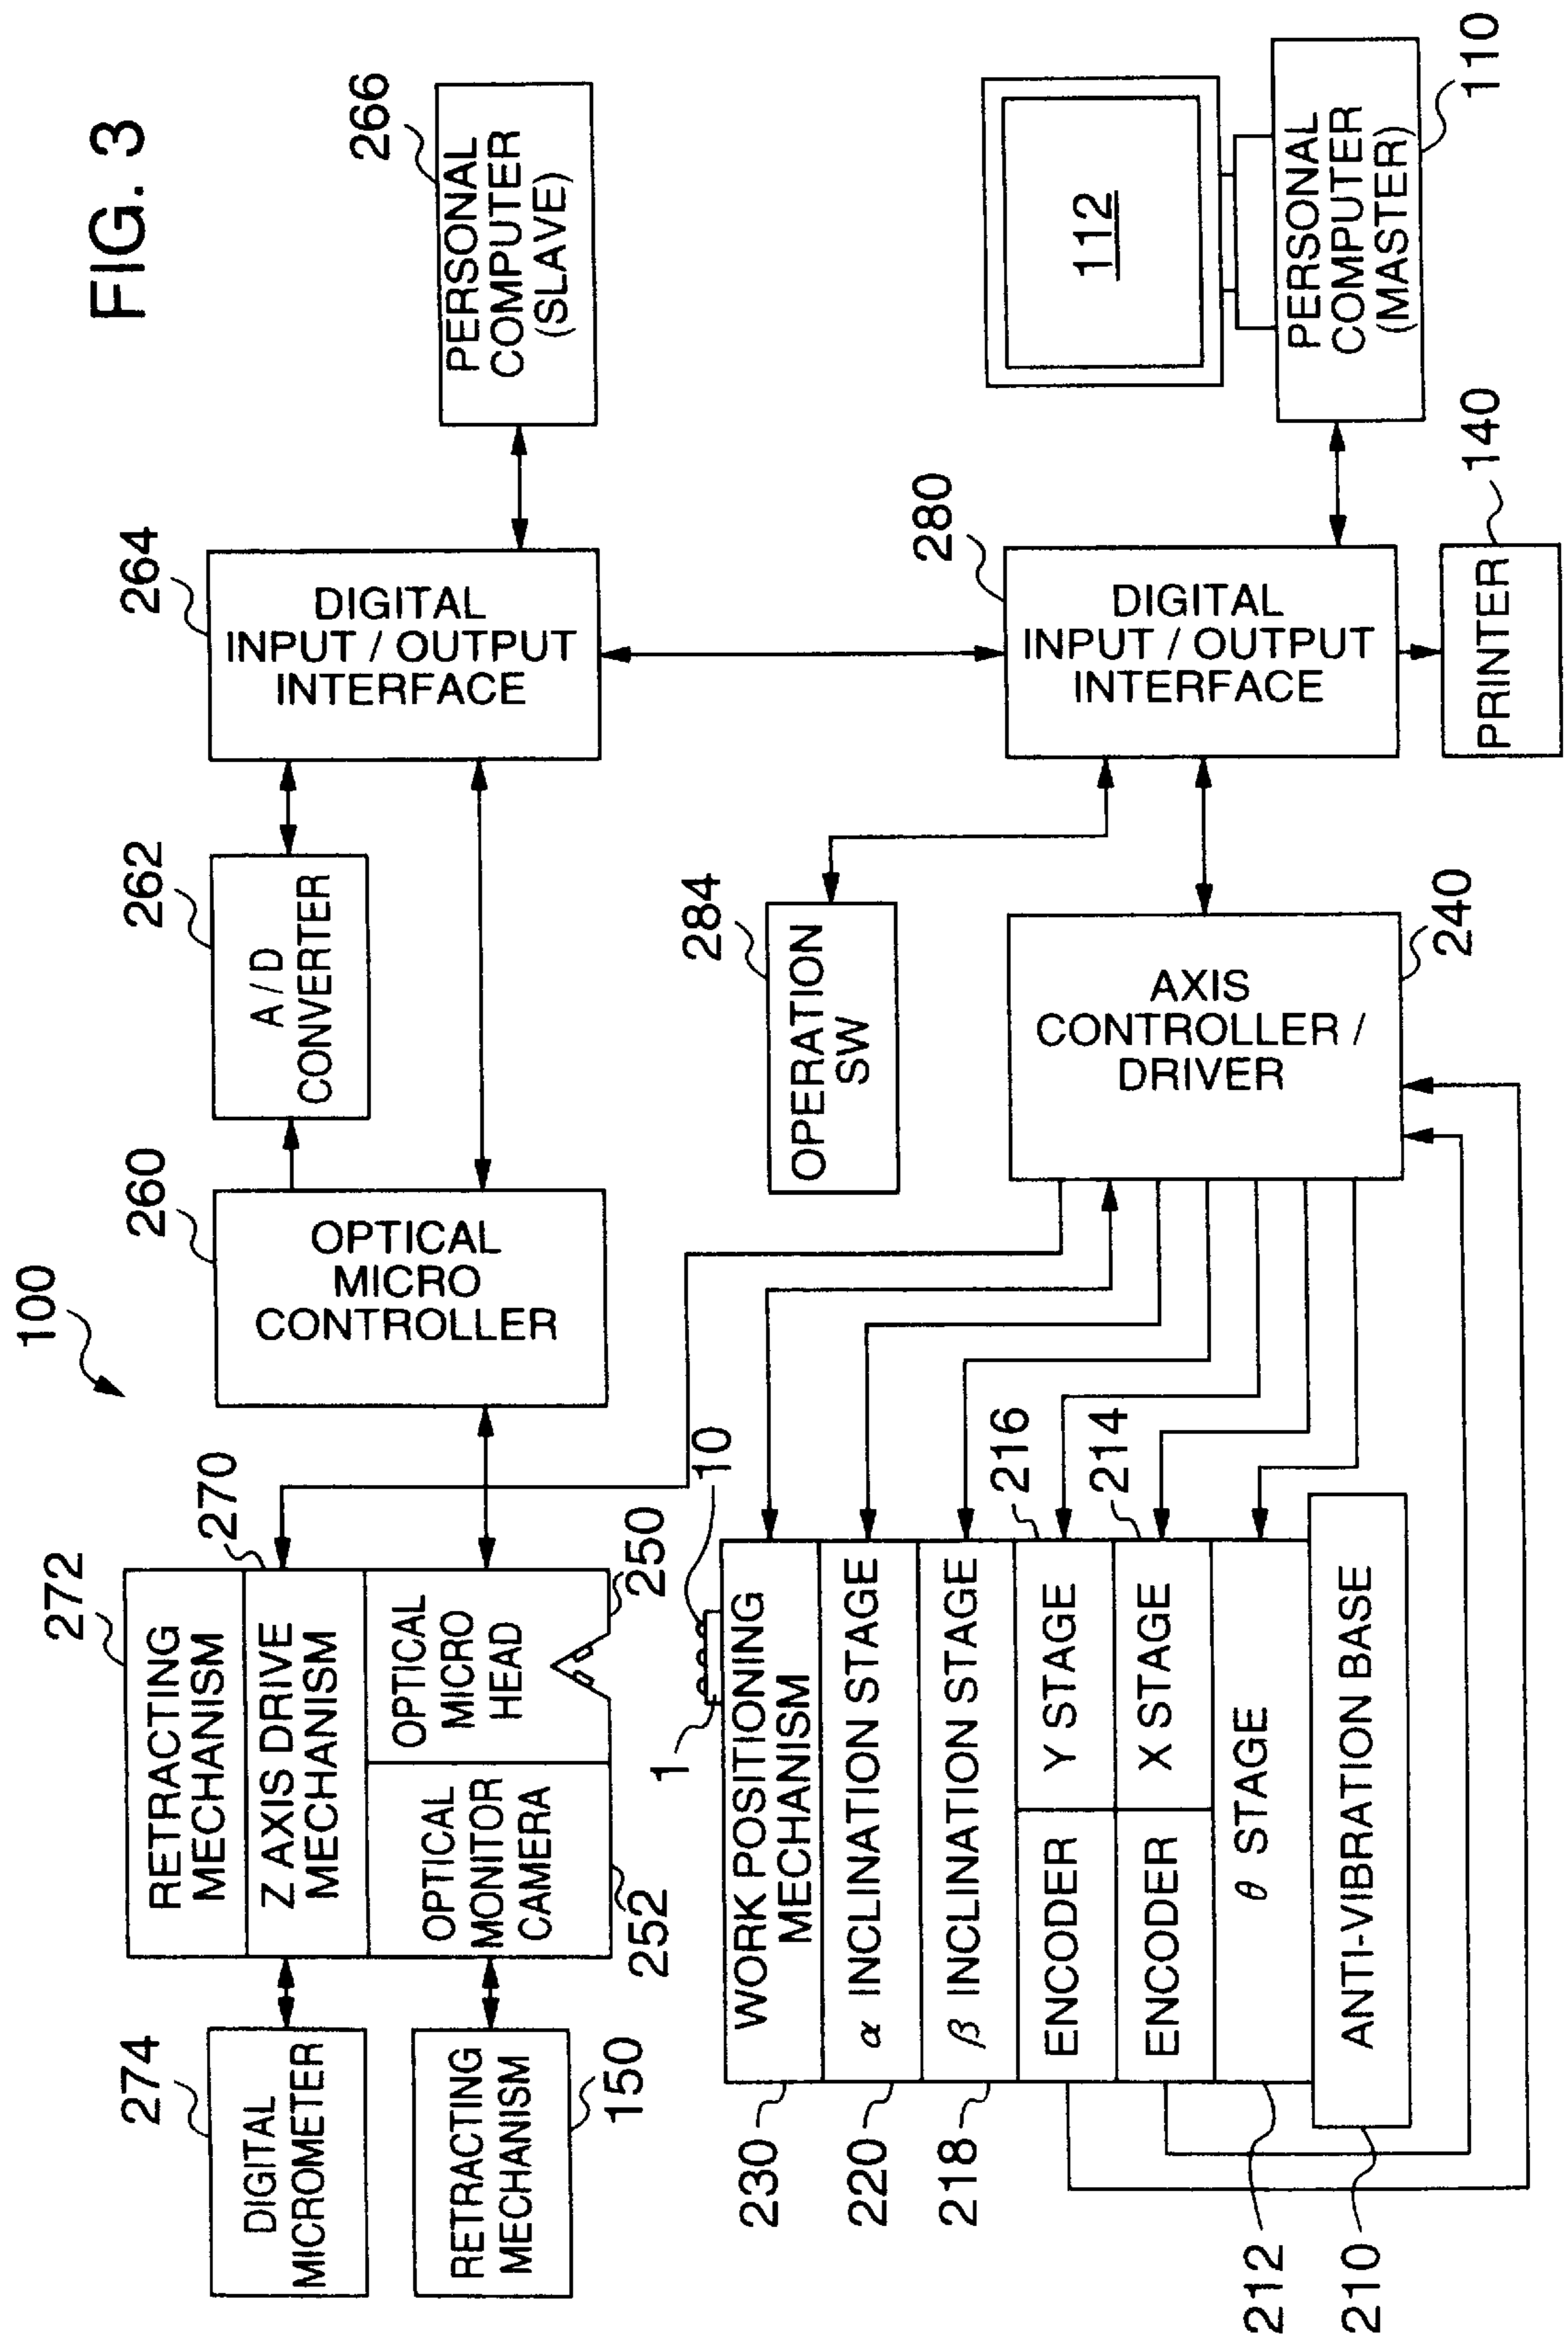 FIG. 3
100
272
RETRACTING
MECHANISM
270
Z AXIS DRIVE
MECHANISM
274
DIGITAL
MICROMETER
RETRACTING
MECHANISM
150
OPTICAL
MONITOR
CAMERA
252
OPTICAL
MICRO
HEAD
250
260
OPTICAL
MICRO
CONTROLLER
262
A/D
CONVERTER
264
DIGITAL
INPUT / OUTPUT
INTERFACE
266
PERSONAL
COMPUTER
(SLAVE)
1
10
230
WORK POSITIONING
MECHANISM
220
α INCLINATION STAGE
218
β INCLINATION STAGE
ENCODER
Y STAGE
216
ENCODER
X STAGE
214
212
θ STAGE
210
ANTI-VIBRATION BASE
284
OPERATION
SW
AXIS
CONTROLLER /
DRIVER
240
280
DIGITAL
INPUT / OUTPUT
INTERFACE
PRINTER
140
112
PERSONAL
COMPUTER
(MASTER)
110